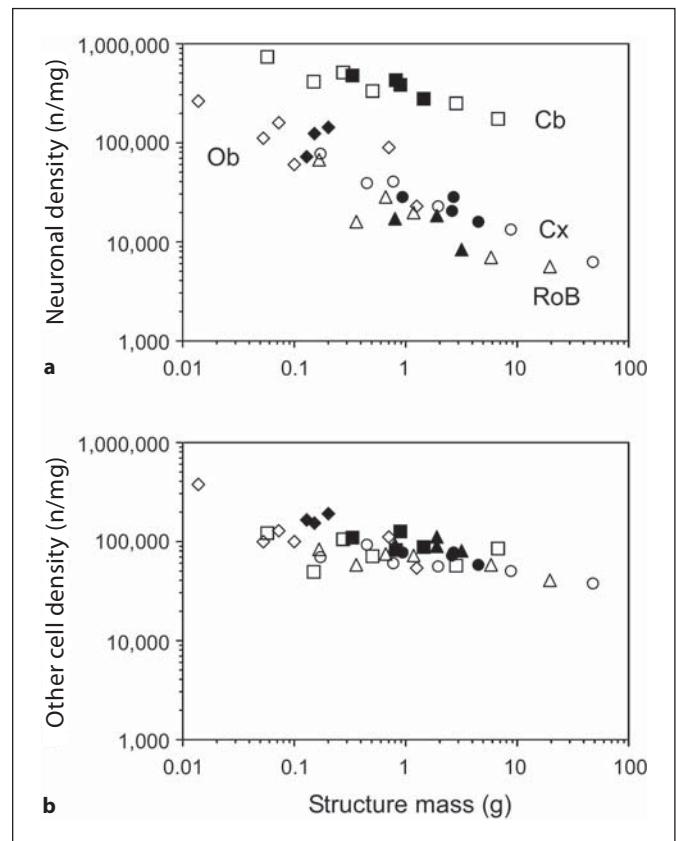 a
Neuronal density (n/mg)
1,000,000
100,000
10,000
1,000
Ob
Cb
Cx
RoB
0.01
0.1
1
10
100
b
Other cell density (n/mg)
1,000,000
100,000
10,000
1,000
0.01
0.1
1
10
100
Structure mass (g)